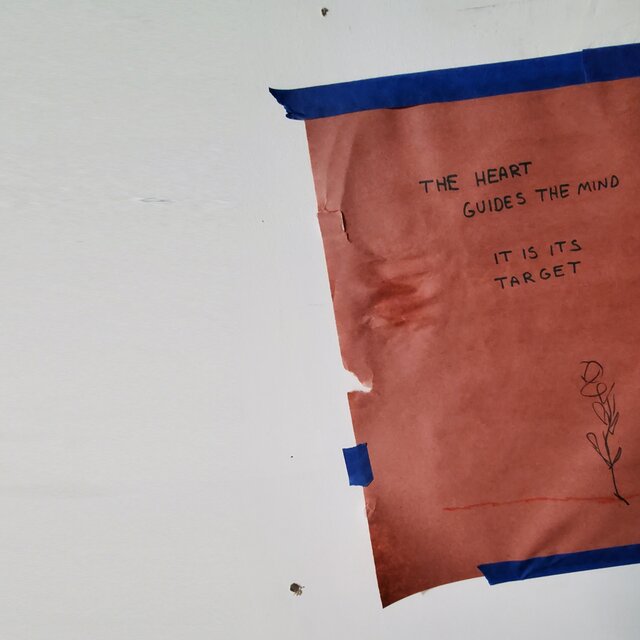 THE HEART
GUIDES THE MIND
IT IS ITS
TARGET